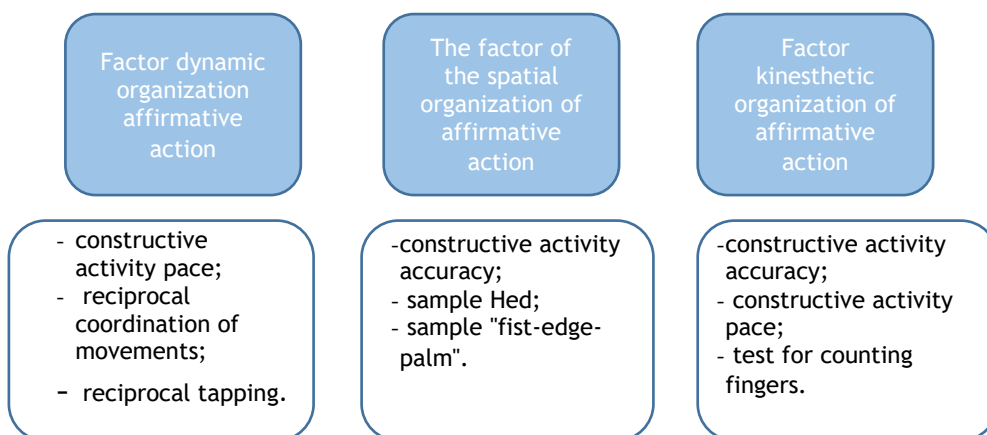 Factor dynamic
organization
affirmative
action
The factor of
the spatial
organization of
affirmative
action
Factor
kinesthetic
organization of
affirmative
action
- constructive
activity pace;
- reciprocal
coordination of
movements;
- reciprocal tapping.
-constructive activity
accuracy;
- sample Hed;
- sample "fist-edge-
palm".
-constructive activity
accuracy;
- constructive activity
pace;
- test for counting
fingers.